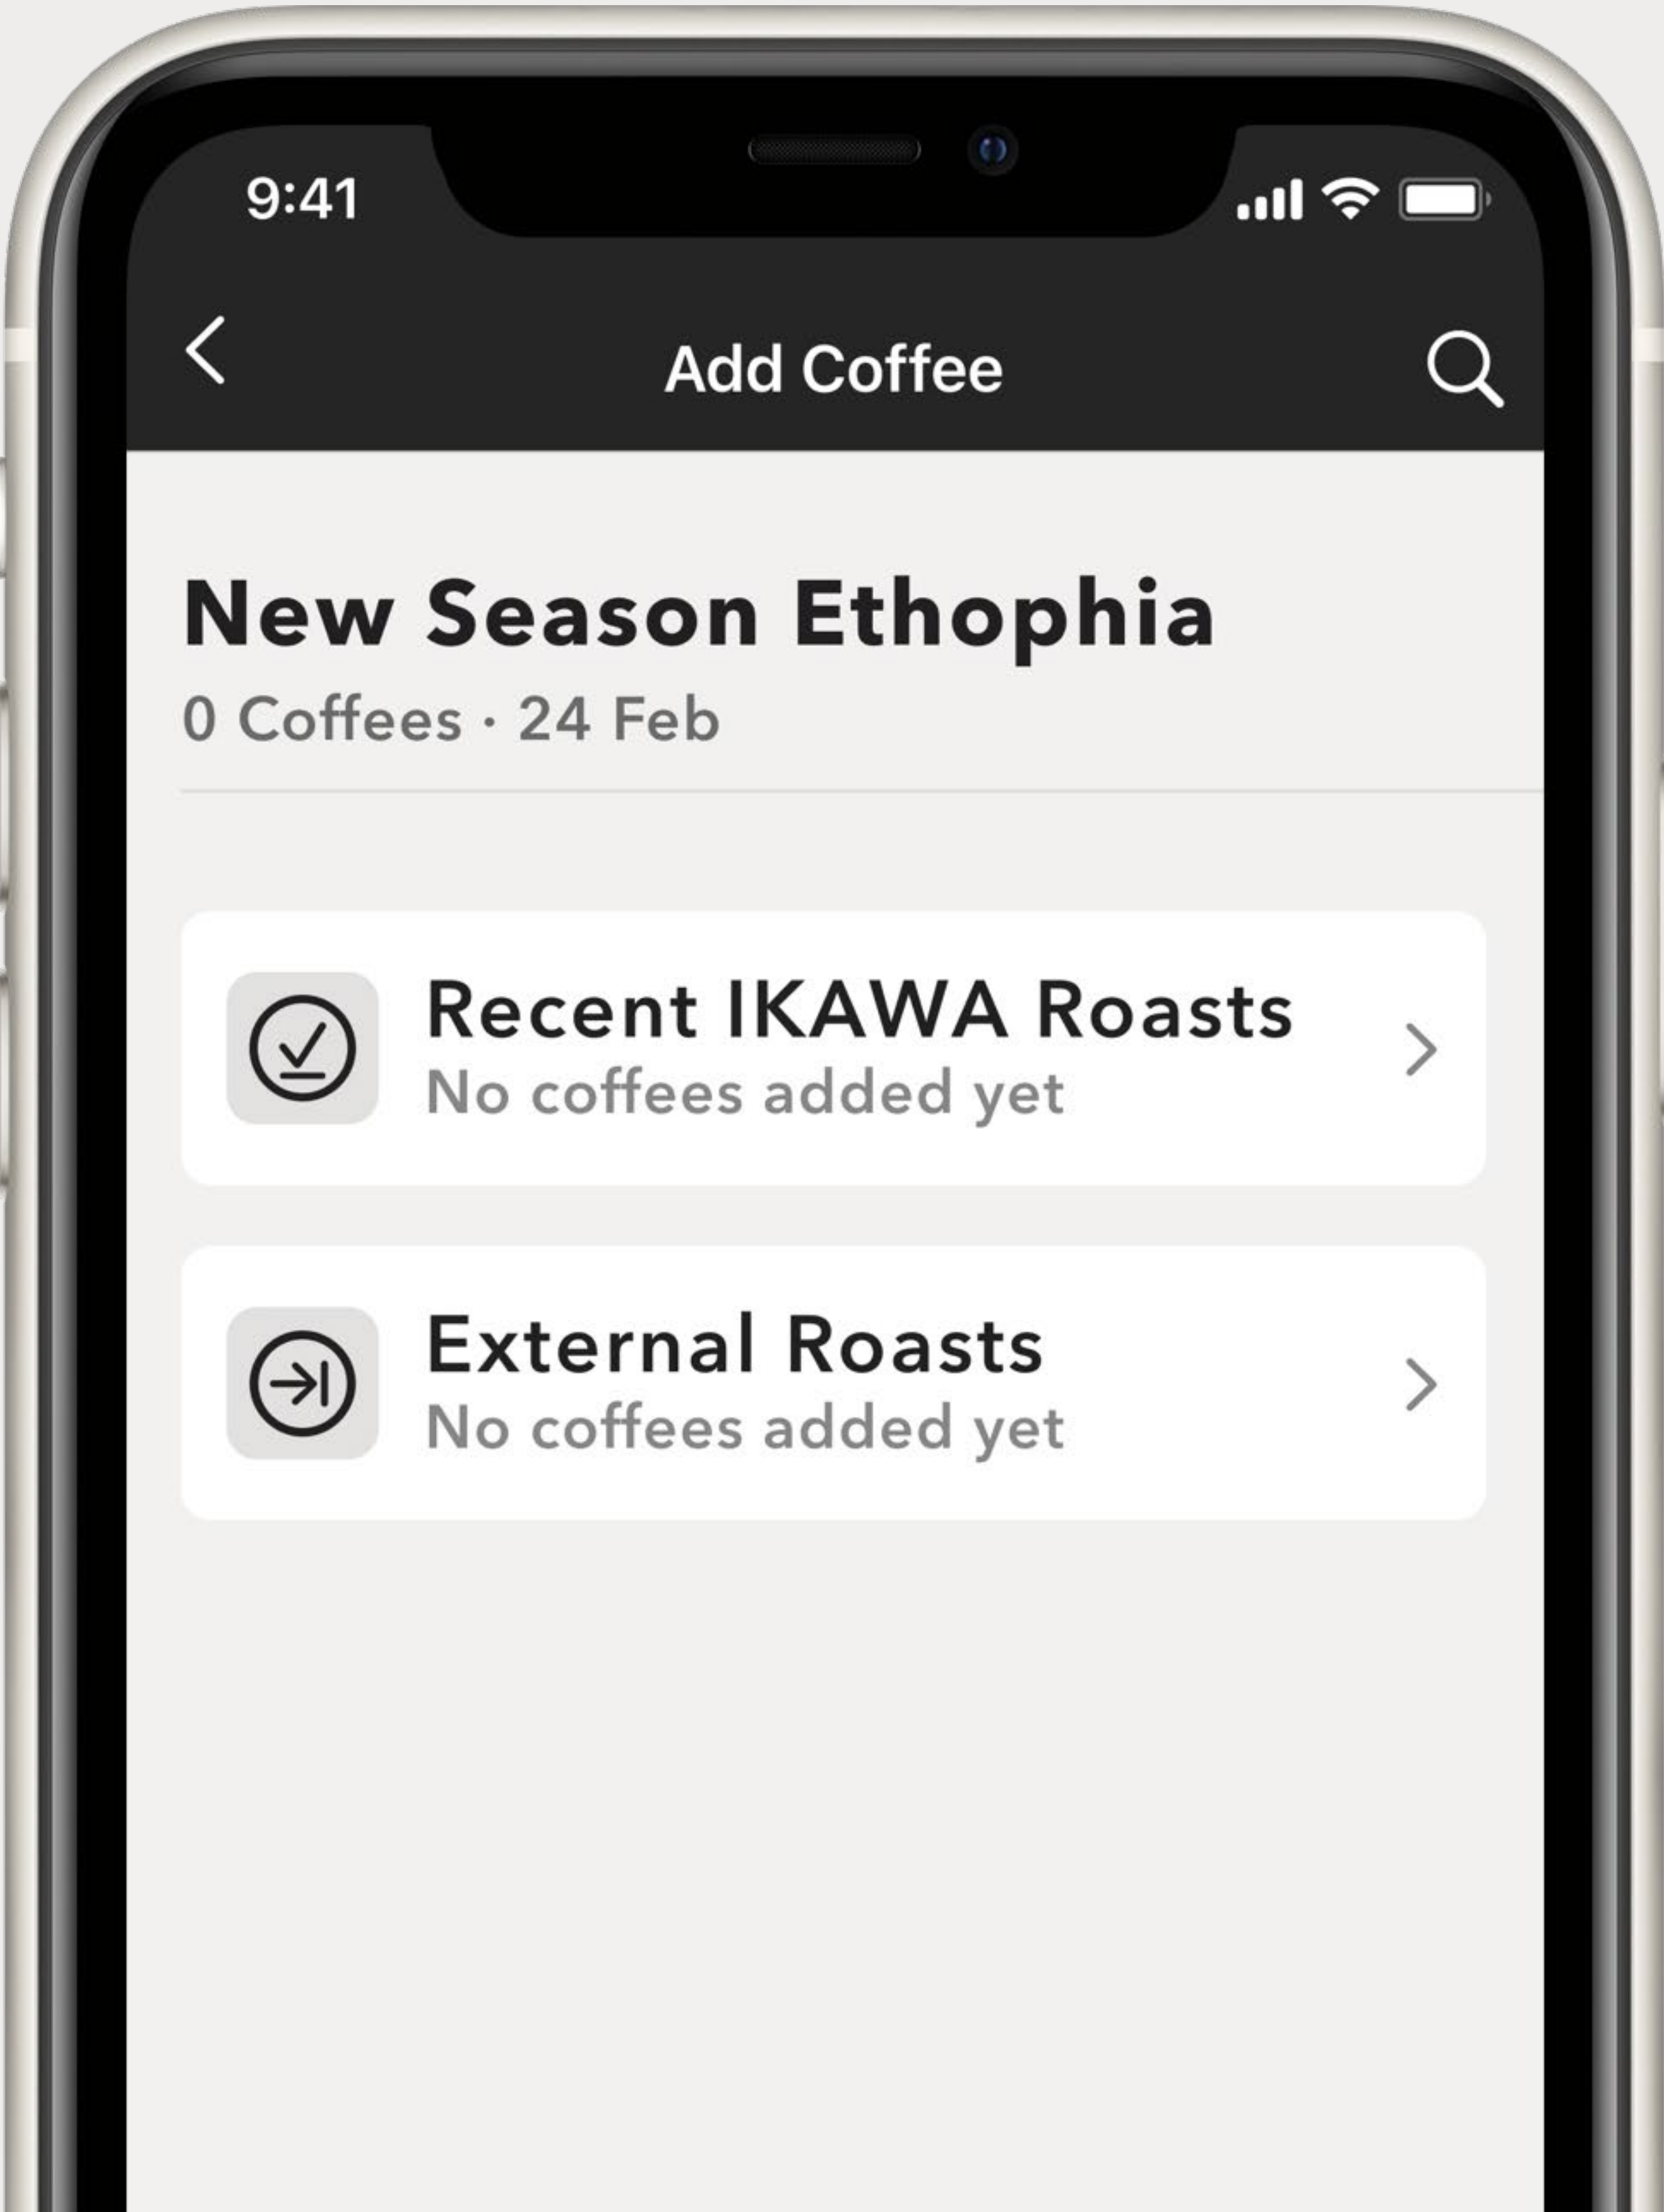 9:41
Add Coffee
New Season Ethophia
0 Coffees · 24 Feb
Recent IKAWA Roasts
No coffees added yet
External Roasts
No coffees added yet